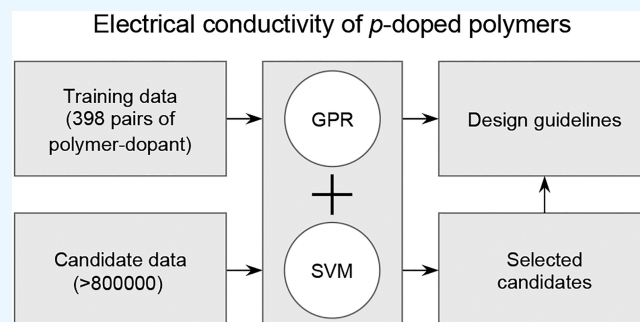 Electrical conductivity of p-doped polymers
Training data
(398 pairs of
polymer-dopant)
GPR
Design guidelines
+
Candidate data
(>800000)
SVM
Selected
candidates